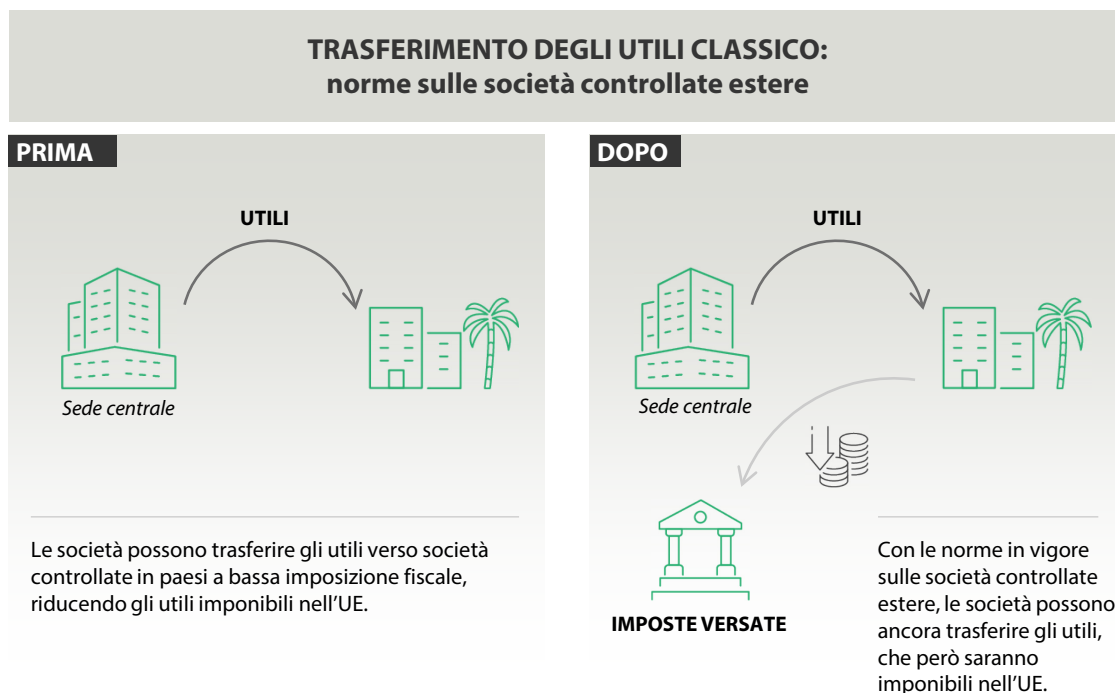 TRASFERIMENTO DEGLI UTILI CLASSICO:
norme sulle società controllate estere
PRIMA
UTILI
Sede centrale
Le società possono trasferire gli utili verso società
controllate in paesi a bassa imposizione fiscale,
riducendo gli utili imponibili nell’UE.
DOPO
UTILI
Sede centrale
IMPOSTE VERSATE
Con le norme in vigore
sulle società controllate
estere, le società possono
ancora trasferire gli utili,
che però saranno
imponibili nell’UE.